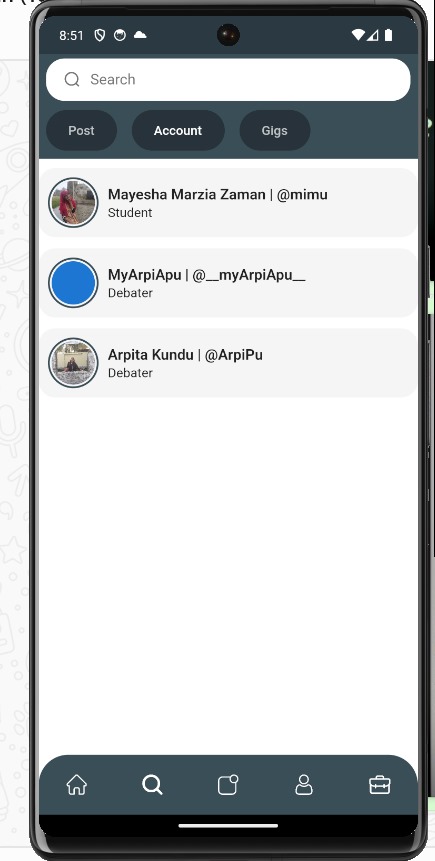 8:51
Search
Post Account Gigs
Mayesha Marzia Zaman | @mimu
Student
MyArpiApu | @__myArpiApu__
Debater
Arpita Kundu | @ArpiPu
Debater